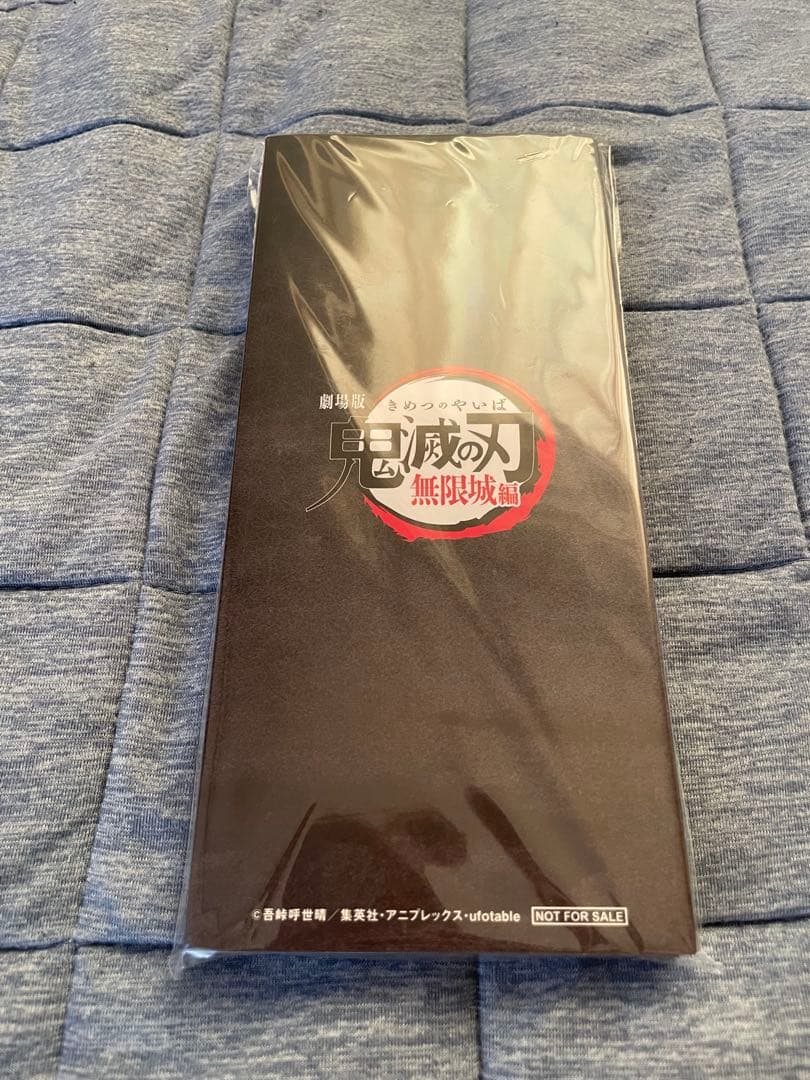 劇場版 きめつのやいば
鬼滅の刃
無限城編
©吾峠呼世晴／集英社・アニプレックス・ufotable NOT FOR SALE